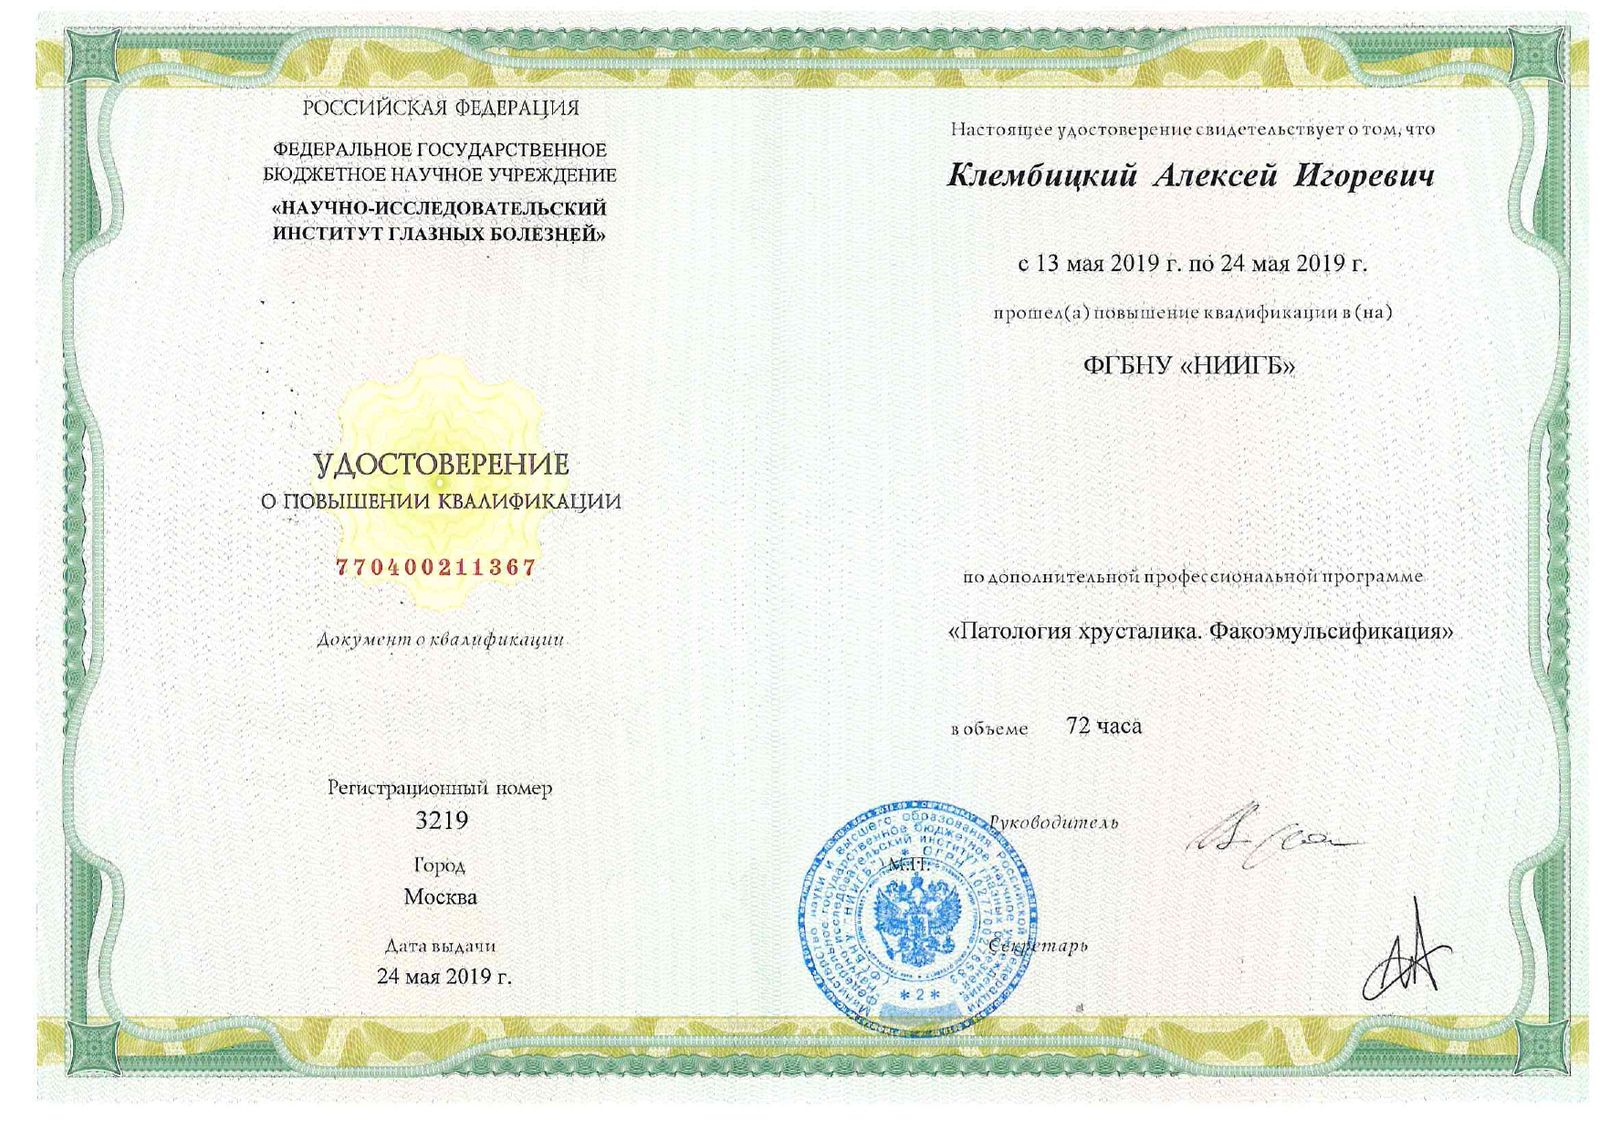 РОССИЙСКАЯ ФЕДЕРАЦИЯ
ФЕДЕРАЛЬНОЕ ГОСУДАРСТВЕННОЕ
БЮДЖЕТНОЕ НАУЧНОЕ УЧРЕЖДЕНИЕ
«НАУЧНО-ИССЛЕДОВАТЕЛЬСКИЙ
ИНСТИТУТ ГЛАЗНЫХ БОЛЕЗНЕЙ»
УДОСТОВЕРЕНИЕ
О ПОВЫШЕНИИ КВАЛИФИКАЦИИ
770400211367
Документ о квалификации
Регистрационный номер
3219
Город
Москва
Дата выдачи
24 мая 2019 г.
Настоящее удостоверение свидетельствует о том, что
Клембицкий Алексей Игоревич
с 13 мая 2019 г. по 24 мая 2019 г.
прошел(а) повышение квалификации в (на)
ФГБНУ «НИИГБ»
по дополнительной профессиональной программе
«Патология хрусталика. Факоэмульсификация»
в объеме 72 часа
Руководитель
М.П.
Секретарь
Министерство науки и высшего образования Российской Федерации
Федеральное государственное бюджетное научное учреждение
научно-исследовательский институт глазных болезней
(ФГБНУ "НИИГБ") * ОГРН
* 2 *